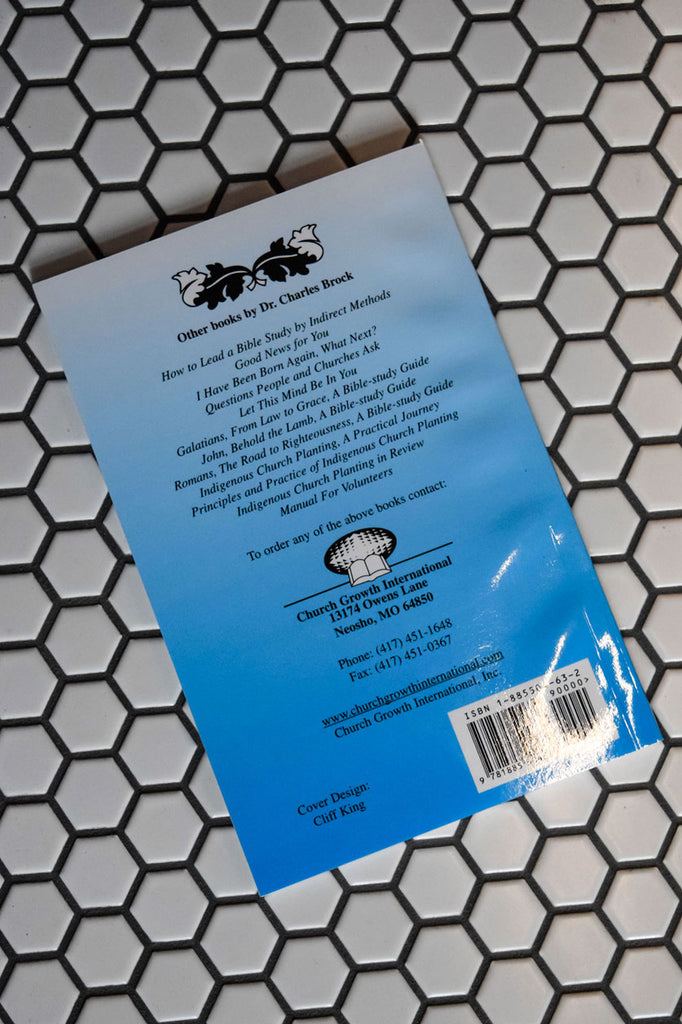 Other books by Dr. Charles Brock
How to Lead a Bible Study by Indirect Methods
Good News for You
I Have Been Born Again, What Next?
Questions People and Churches Ask
Let This Mind Be In You
Galatians, From Law to Grace, A Bible-study Guide
John, Behold the Lamb, A Bible-study Guide
Romans, The Road to Righteousness, A Bible-study Guide
Indigenous Church Planting, A Practical Journey
Principles and Practice of Indigenous Church Planting
Indigenous Church Planting in Review
Manual For Volunteers
To order any of the above books contact:
Church Growth International
13174 Owens Lane
Neosho, MO 64850
Phone: (417) 451-1648
Fax: (417) 451-0367
www.churchgrowthinternational.com
Church Growth International, Inc.
ISBN
90000>
Cover Design:
Cliff King